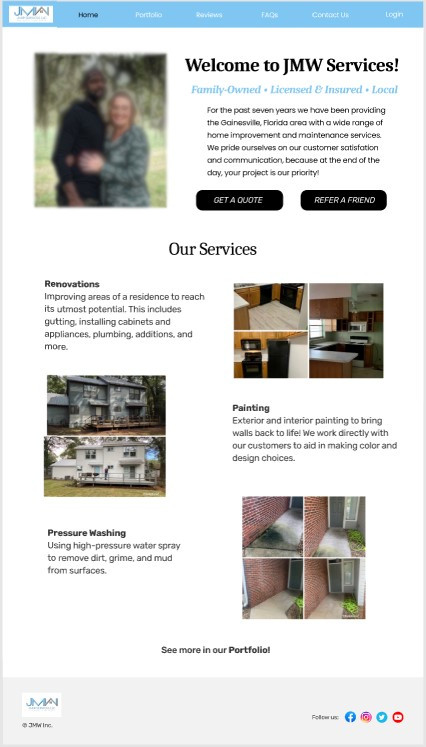 JMW
Home
Portfolio
Reviews
FAQs
Contact Us
Login
Welcome to JMW Services!
Family-Owned • Licensed & Insured • Local
For the past seven years we have been providing
the Gainesville, Florida area with a wide range of
home improvement and maintenance services.
We pride ourselves on our customer satisfation
and communication, because at the end of the
day, your project is our priority!
GET A QUOTE
REFER A FRIEND
Our Services
Renovations
Improving areas of a residence to reach
its utmost potential. This includes
gutting, installing cabinets and
appliances, plumbing, additions, and
more.
Painting
Exterior and interior painting to bring
walls back to life! We work directly with
our customers to aid in making color and
design choices.
Pressure Washing
Using high-pressure water spray
to remove dirt, grime, and mud
from surfaces.
See more in our Portfolio!
JMW
© JMW Inc.
Follow us: